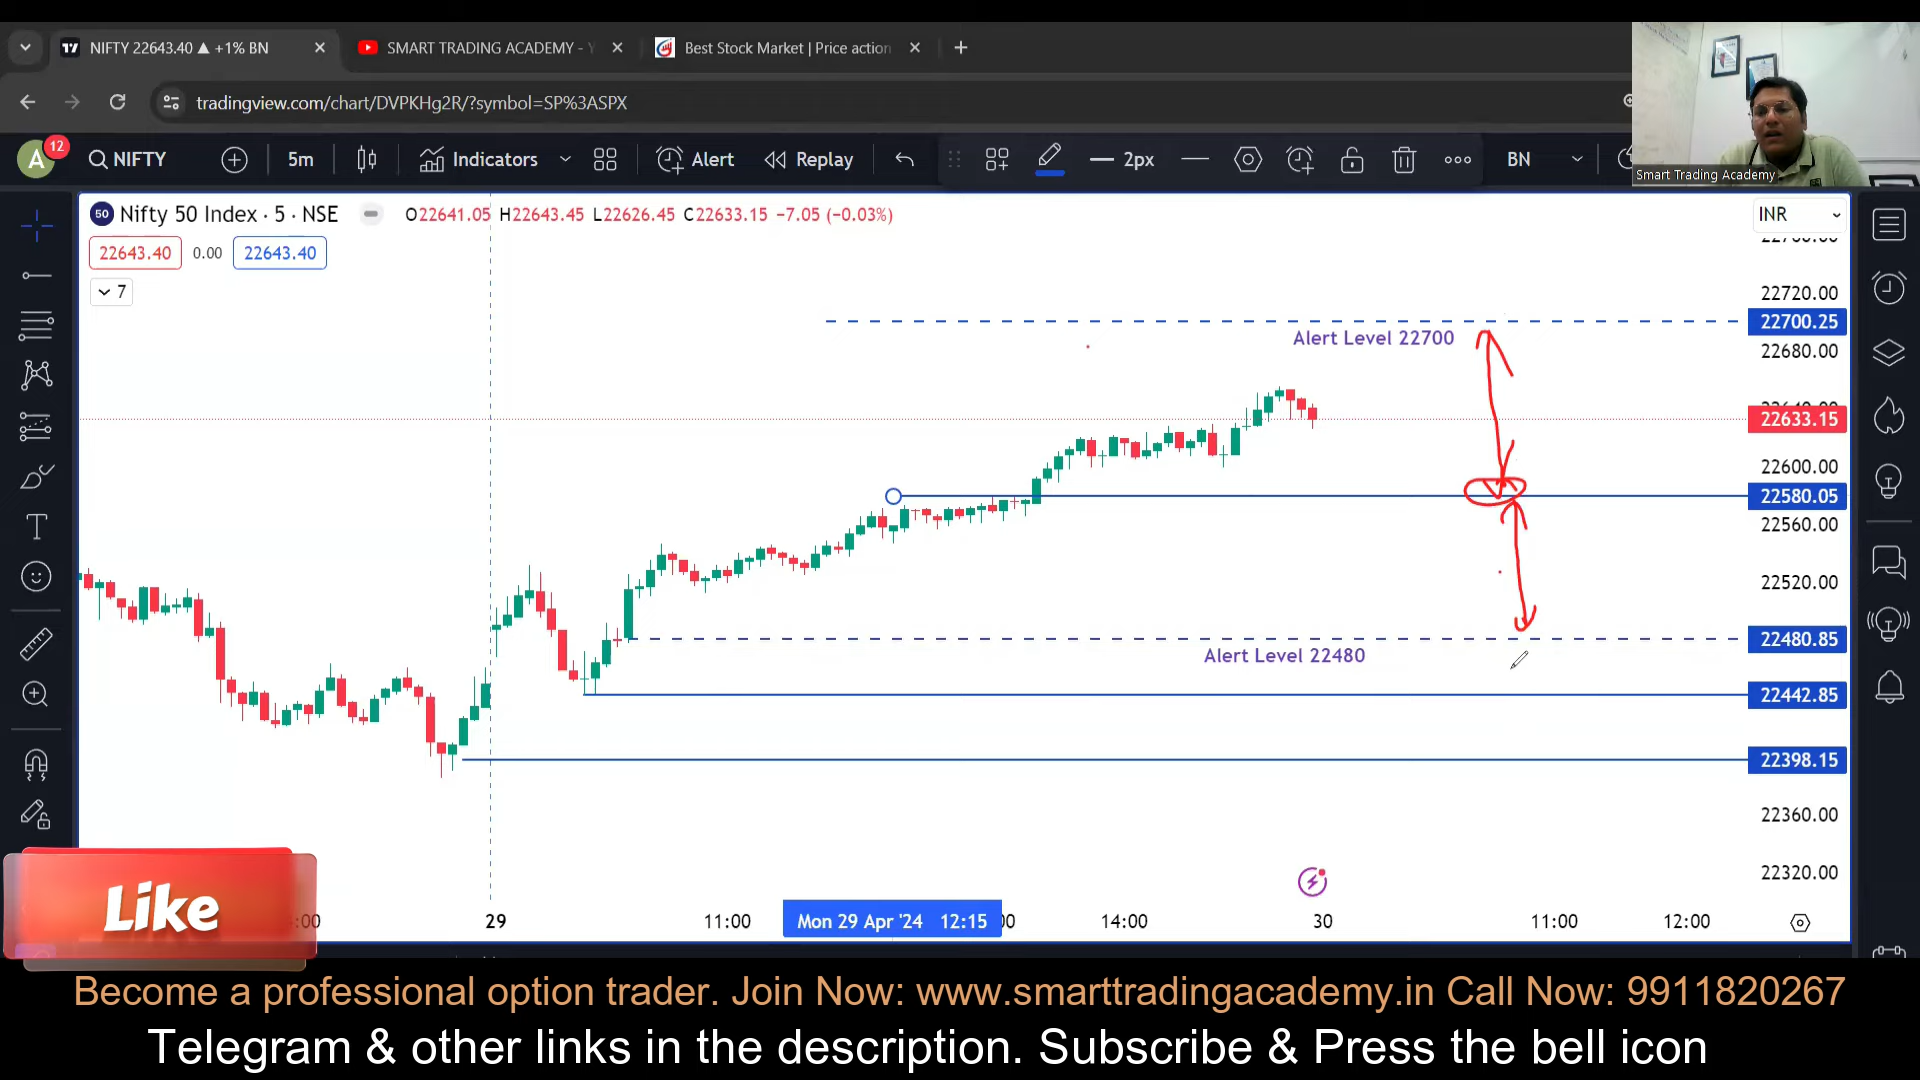 NIFTY 22643.40 ▲ +1% BN
SMART TRADING ACADEMY - Y
Best Stock Market | Price action
tradingview.com/chart/DVPKHg2R/?symbol=SP%3ASPX
A 12 NIFTY 5m Indicators Alert Replay 2px BN
Smart Trading Academy
50 Nifty 50 Index · 5 · NSE O22641.05 H22643.45 L22626.45 C22633.15 −7.05 (−0.03%)
INR
22643.40 0.00 22643.40
7
22720.00
22700.25
Alert Level 22700
22680.00
22633.15
22600.00
22580.05
22560.00
22520.00
22480.85
Alert Level 22480
22442.85
22398.15
22360.00
22320.00
29 11:00 Mon 29 Apr '24 12:15 14:00 30 11:00 12:00
Like
Become a professional option trader. Join Now: www.smarttradingacademy.in Call Now: 9911820267
Telegram & other links in the description. Subscribe & Press the bell icon